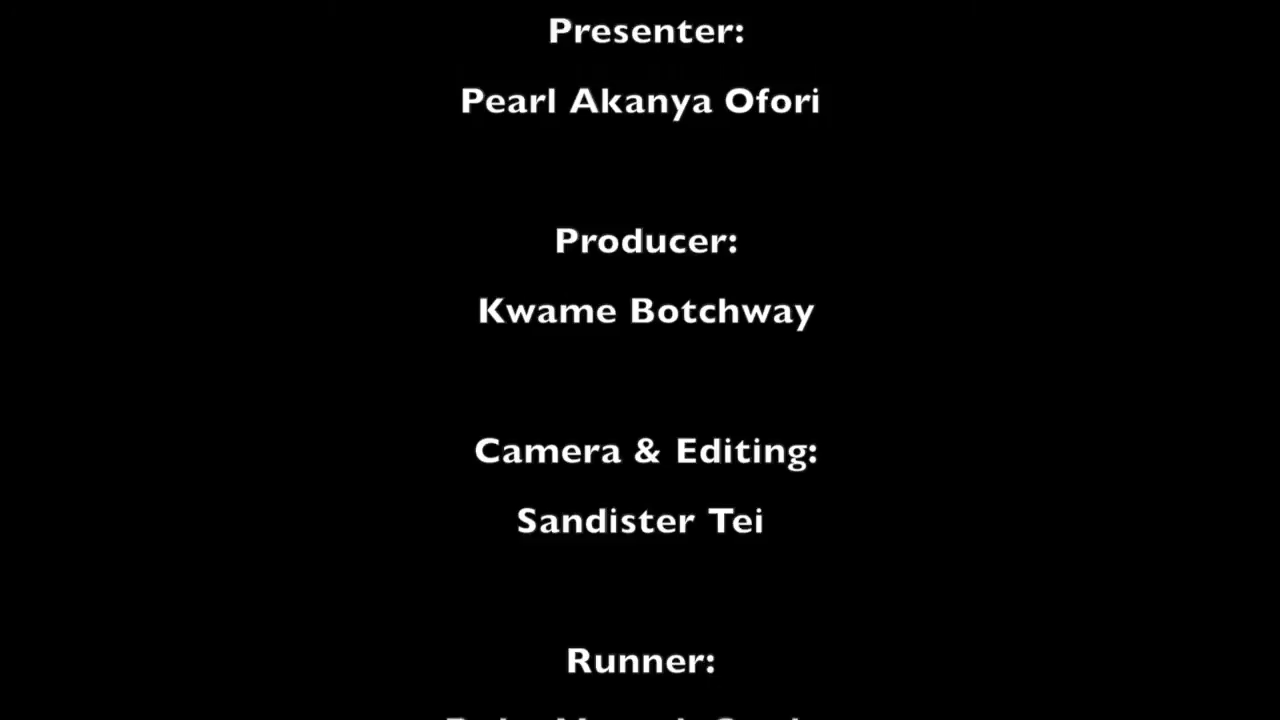 Presenter:
Pearl Akanya Ofori
Producer:
Kwame Botchway
Camera & Editing:
Sandister Tei
Runner: